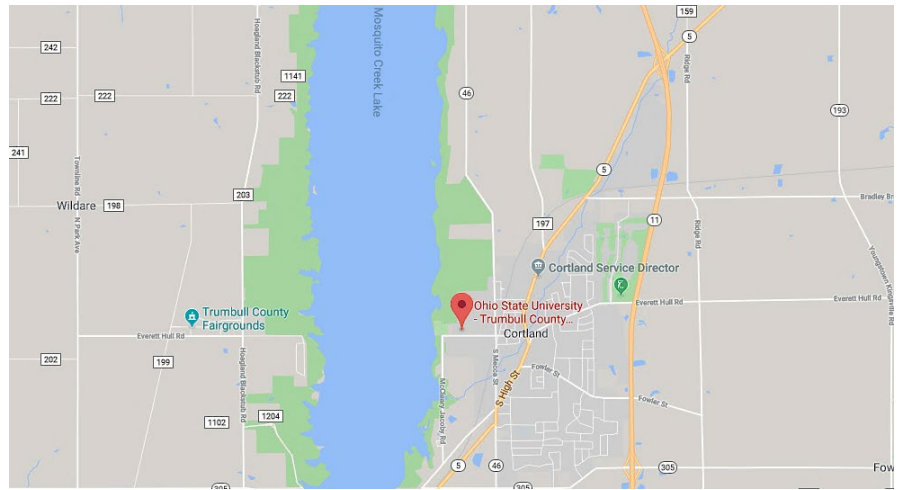 159
5
242
Hoagland Blackstub Rd
Mosquito Creek Lake
Ridge Rd
1141
222
222
222
46
193
241
5
Townline Rd
N Park Ave
203
Wildare
198
197
11
Bradley Br
Ridge Rd
Youngstown Kingsville Rd
Cortland Service Director
Trumbull County
Fairgrounds
Ohio State University
- Trumbull County...
Cortland
Everett Hull Rd
Everett Hull Rd
Everett Hull Rd
202
199
Hoagland Blackstub Rd
S Mecca St
S High St
Fowler St
Fowler St
McCleary Jacoby Rd
1102
1204
5
46
305
Fow
305
305